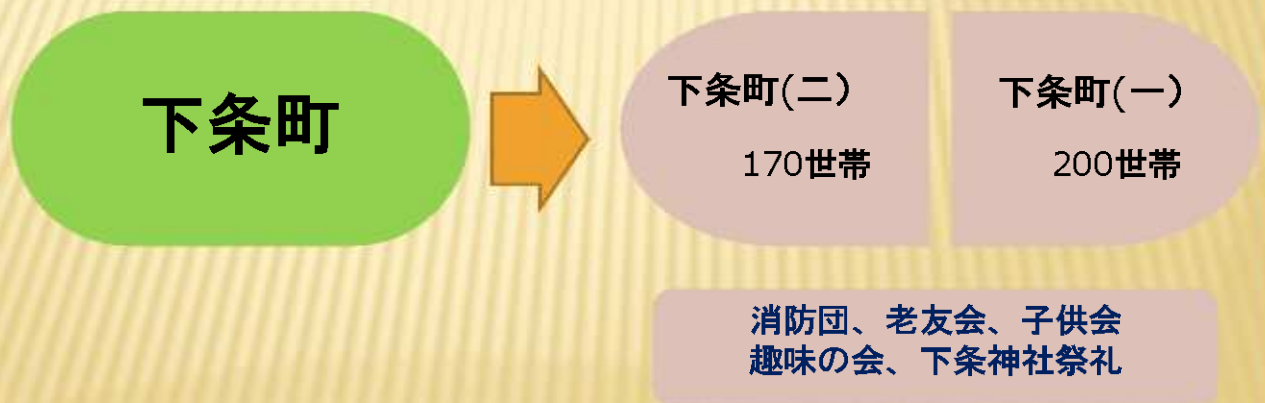 下条町
下条町(二）
170世帯
下条町(一）
200世帯
消防団、老友会、子供会
趣味の会、下条神社祭礼